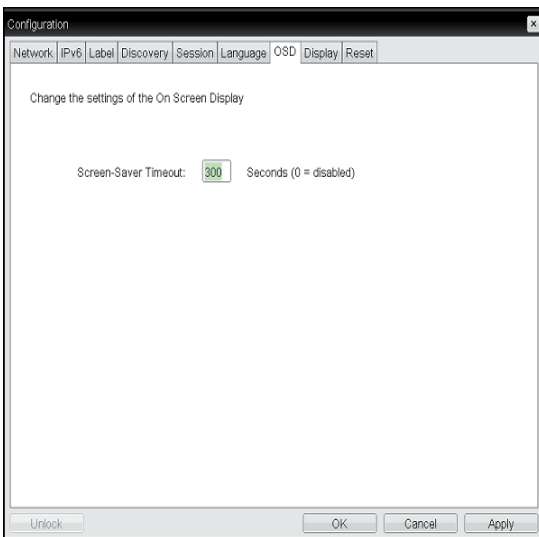 Configuration
Network IPv6 Label Discovery Session Language OSD Display Reset
Change the settings of the On Screen Display
Screen-Saver Timeout: 300 Seconds (0 = disabled)
Unlock OK Cancel Apply